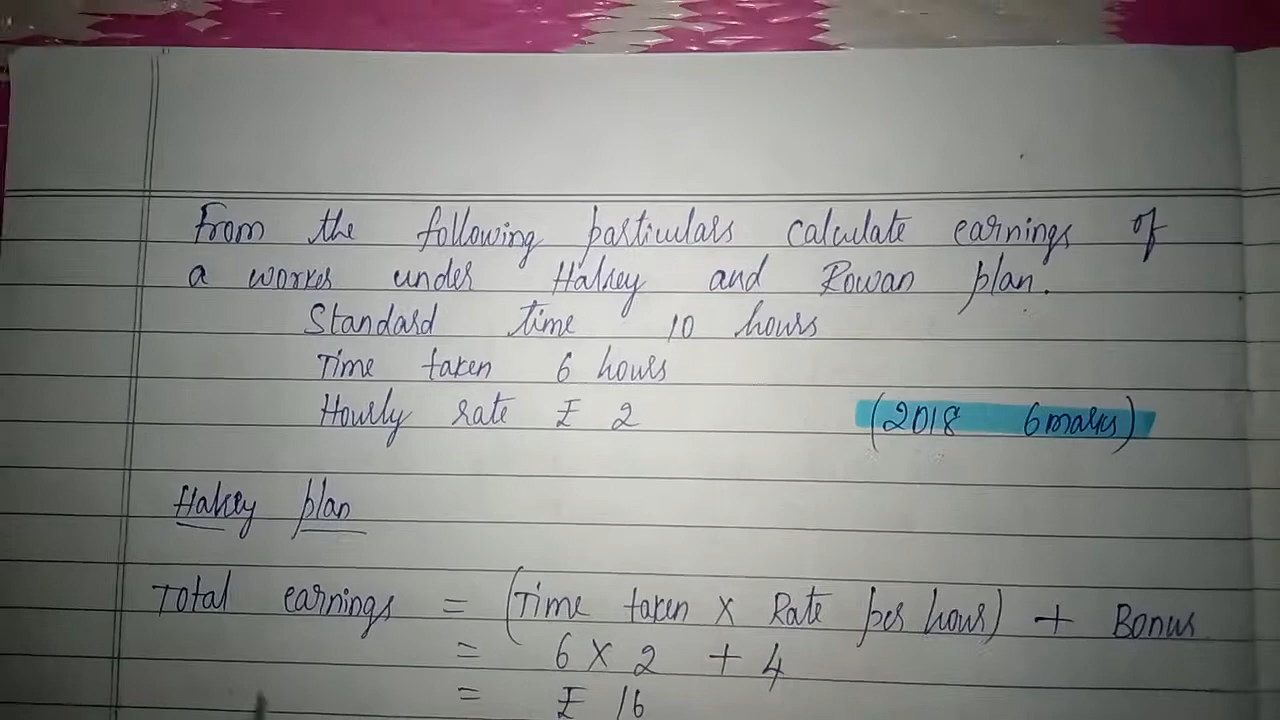 From the following particulars calculate earnings of
a worker under Halsey and Rowan plan.
Standard time 10 hours
Time taken 6 hours
Hourly rate ₹ 2 (2018 6 marks)
Halsey plan
Total earnings = (Time taken X Rate per hour) + Bonus
= 6 X 2 + 4
= ₹ 16